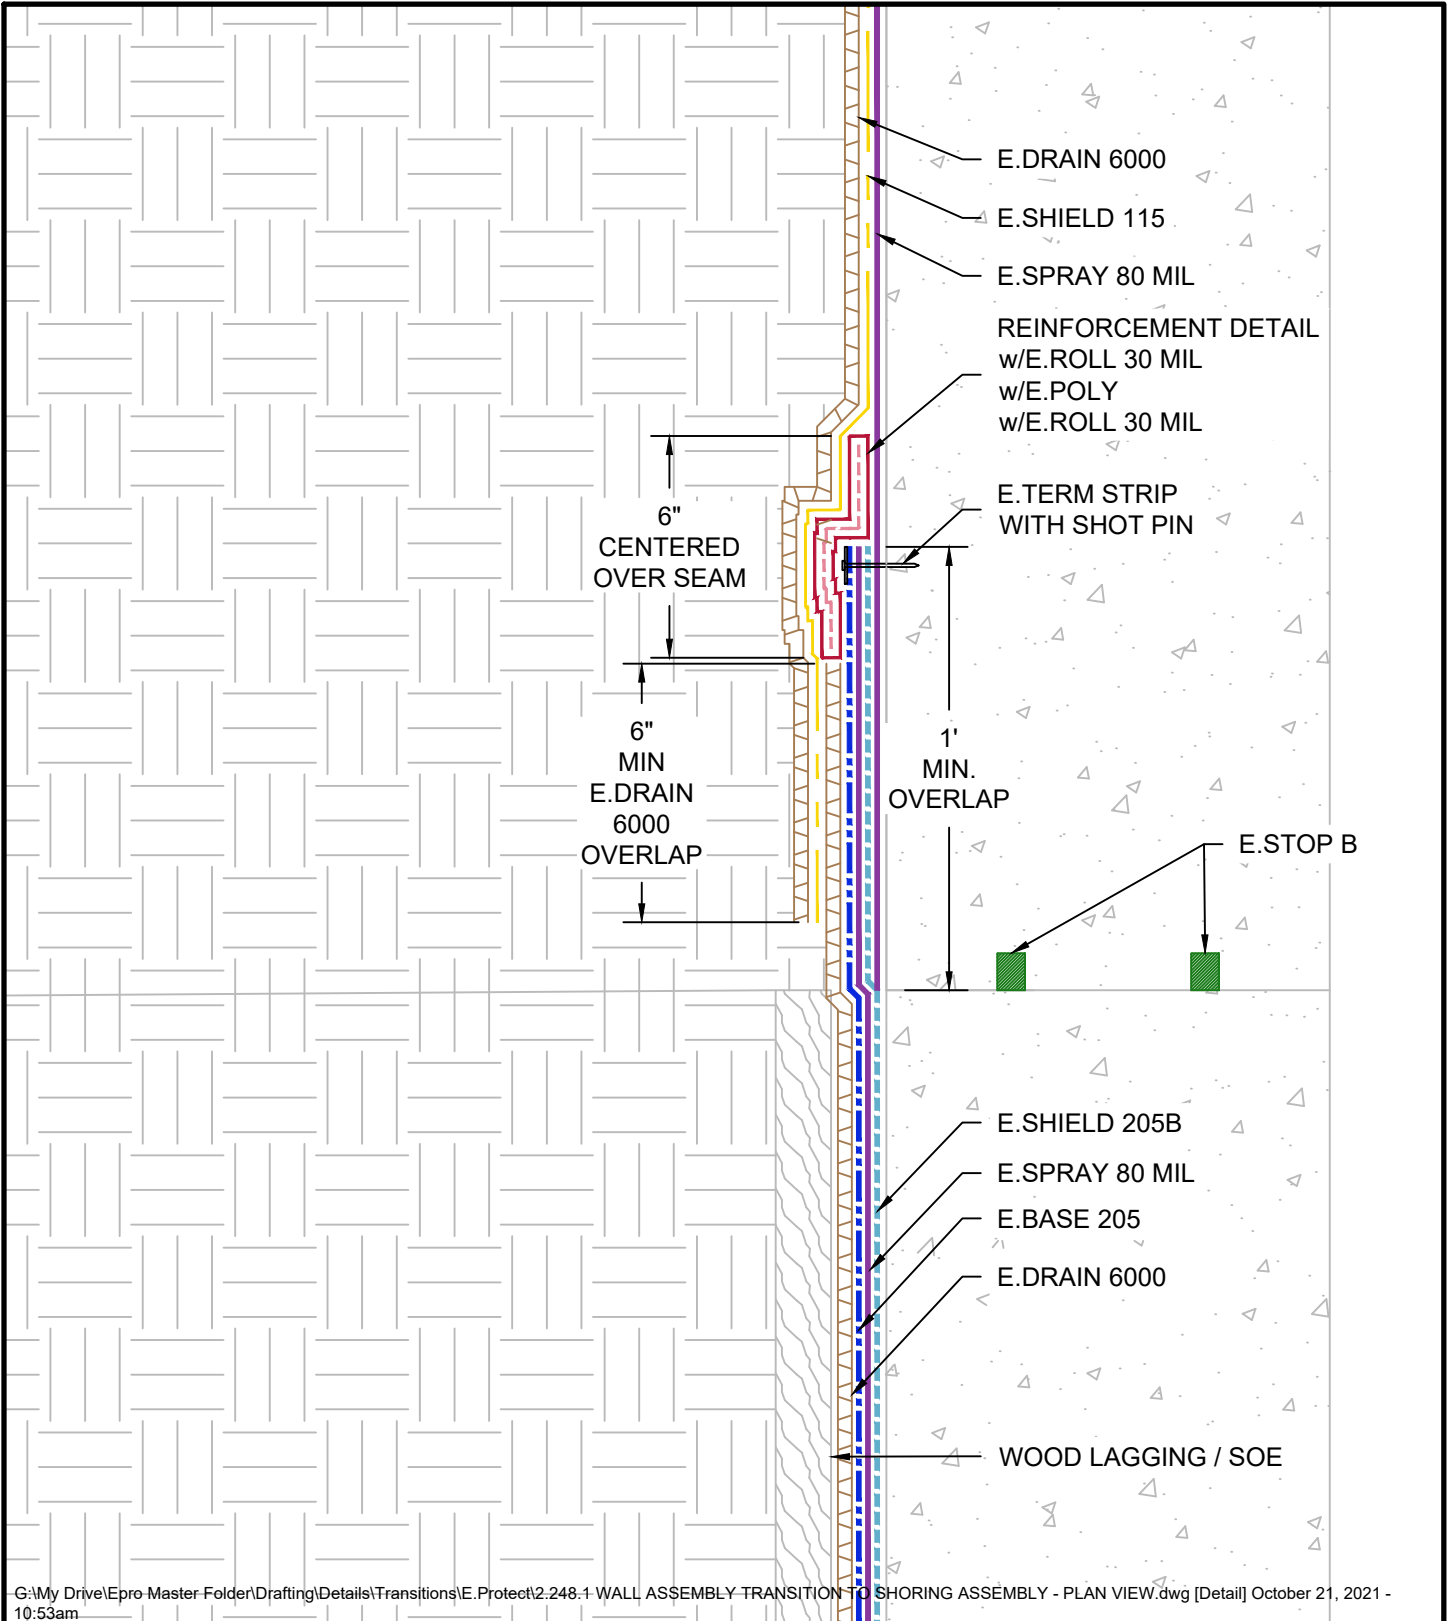 E.DRAIN 6000
E.SHIELD 115
E.SPRAY 80 MIL
REINFORCEMENT DETAIL
w/E.ROLL 30 MIL
w/E.POLY
w/E.ROLL 30 MIL
E.TERM STRIP
WITH SHOT PIN
6"
CENTERED
OVER SEAM
6"
MIN
E.DRAIN
6000
OVERLAP
1'
MIN.
OVERLAP
E.STOP B
E.SHIELD 205B
E.SPRAY 80 MIL
E.BASE 205
E.DRAIN 6000
WOOD LAGGING / SOE
G:\My Drive\Epro Master Folder\Drafting\Details\Transitions\E.Protect\2.248.1 WALL ASSEMBLY TRANSITION TO SHORING ASSEMBLY - PLAN VIEW.dwg [Detail] October 21, 2021 -
10:53am